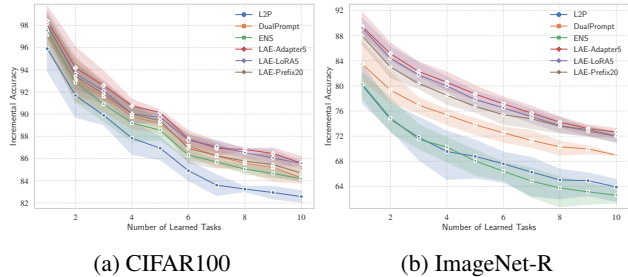 98
96
94
92
90
88
86
84
82
Incremental Accuracy
2
4
6
8
10
Number of Learned Tasks
L2P
DualPrompt
ENS
LAE-Adapter5
LAE-LoRA5
LAE-Prefix20
(a) CIFAR100
92
88
84
80
76
72
68
64
Incremental Accuracy
2
4
6
8
10
Number of Learned Tasks
L2P
DualPrompt
ENS
LAE-Adapter5
LAE-LoRA5
LAE-Prefix20
(b) ImageNet-R